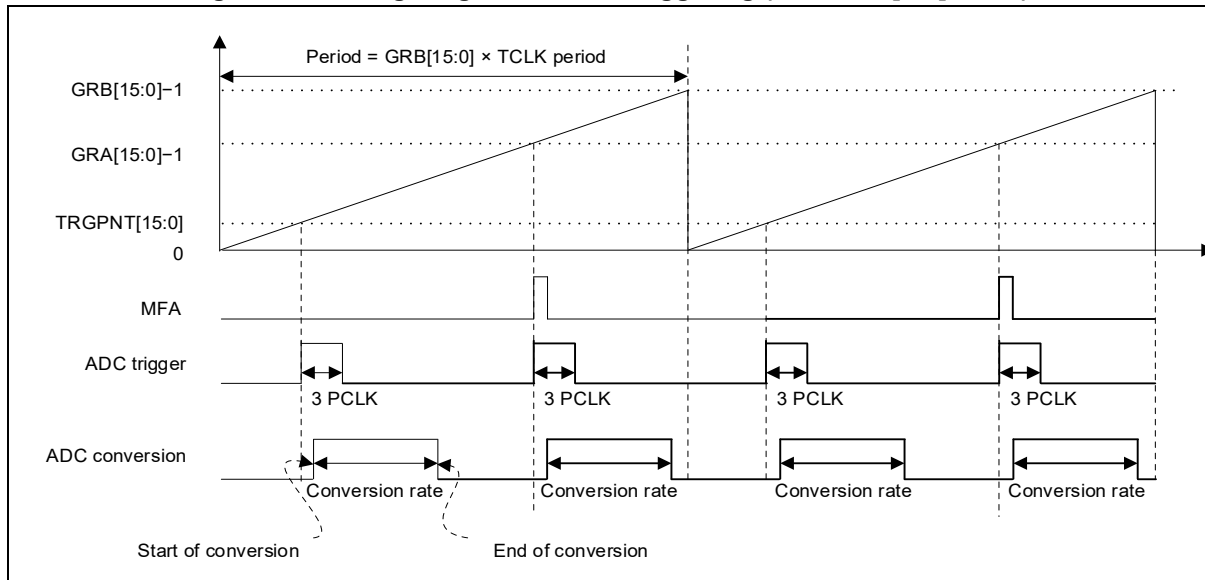 Period = GRB[15:0] × TCLK period
GRB[15:0]−1
GRA[15:0]−1
TRGPNT[15:0]
0
MFA
ADC trigger
3 PCLK
3 PCLK
3 PCLK
3 PCLK
ADC conversion
Conversion rate
Conversion rate
Conversion rate
Conversion rate
Start of conversion
End of conversion